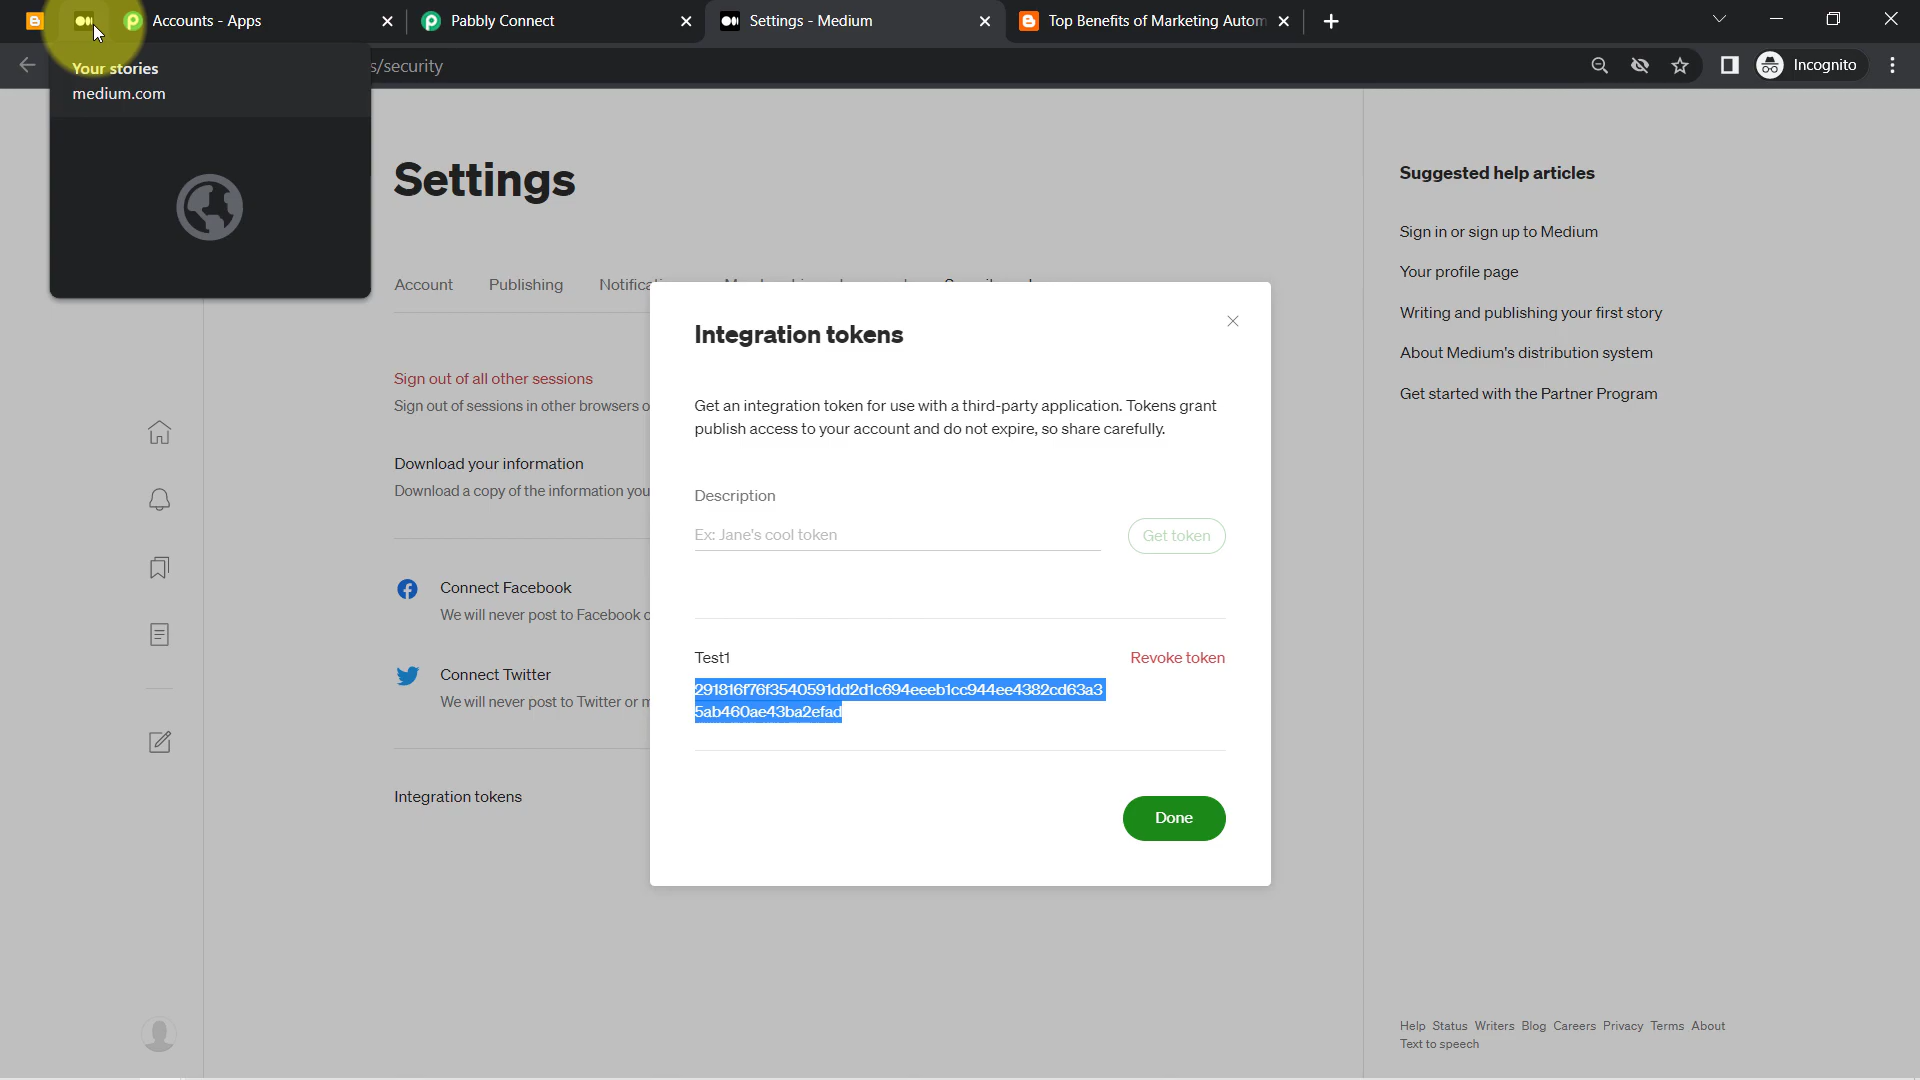 Accounts - Apps
Pabbly Connect
Settings - Medium
Top Benefits of Marketing Autom
Your stories
medium.com
s/security
Incognito
Settings
Account
Publishing
Suggested help articles
Sign in or sign up to Medium
Your profile page
Writing and publishing your first story
About Medium's distribution system
Get started with the Partner Program
Sign out of all other sessions
Sign out of sessions in other browsers
Download your information
Download a copy of the information you
Connect Facebook
We will never post to Facebook
Connect Twitter
We will never post to Twitter or
Integration tokens
Integration tokens
Get an integration token for use with a third-party application. Tokens grant
publish access to your account and do not expire, so share carefully.
Description
Ex: Jane's cool token
Get token
Test1
Revoke token
291816f76f3540591dd2d1c694eeeb1cc944ee4382cd63a3
5ab460ae43ba2efad
Done
Help Status Writers Blog Careers Privacy Terms About
Text to speech